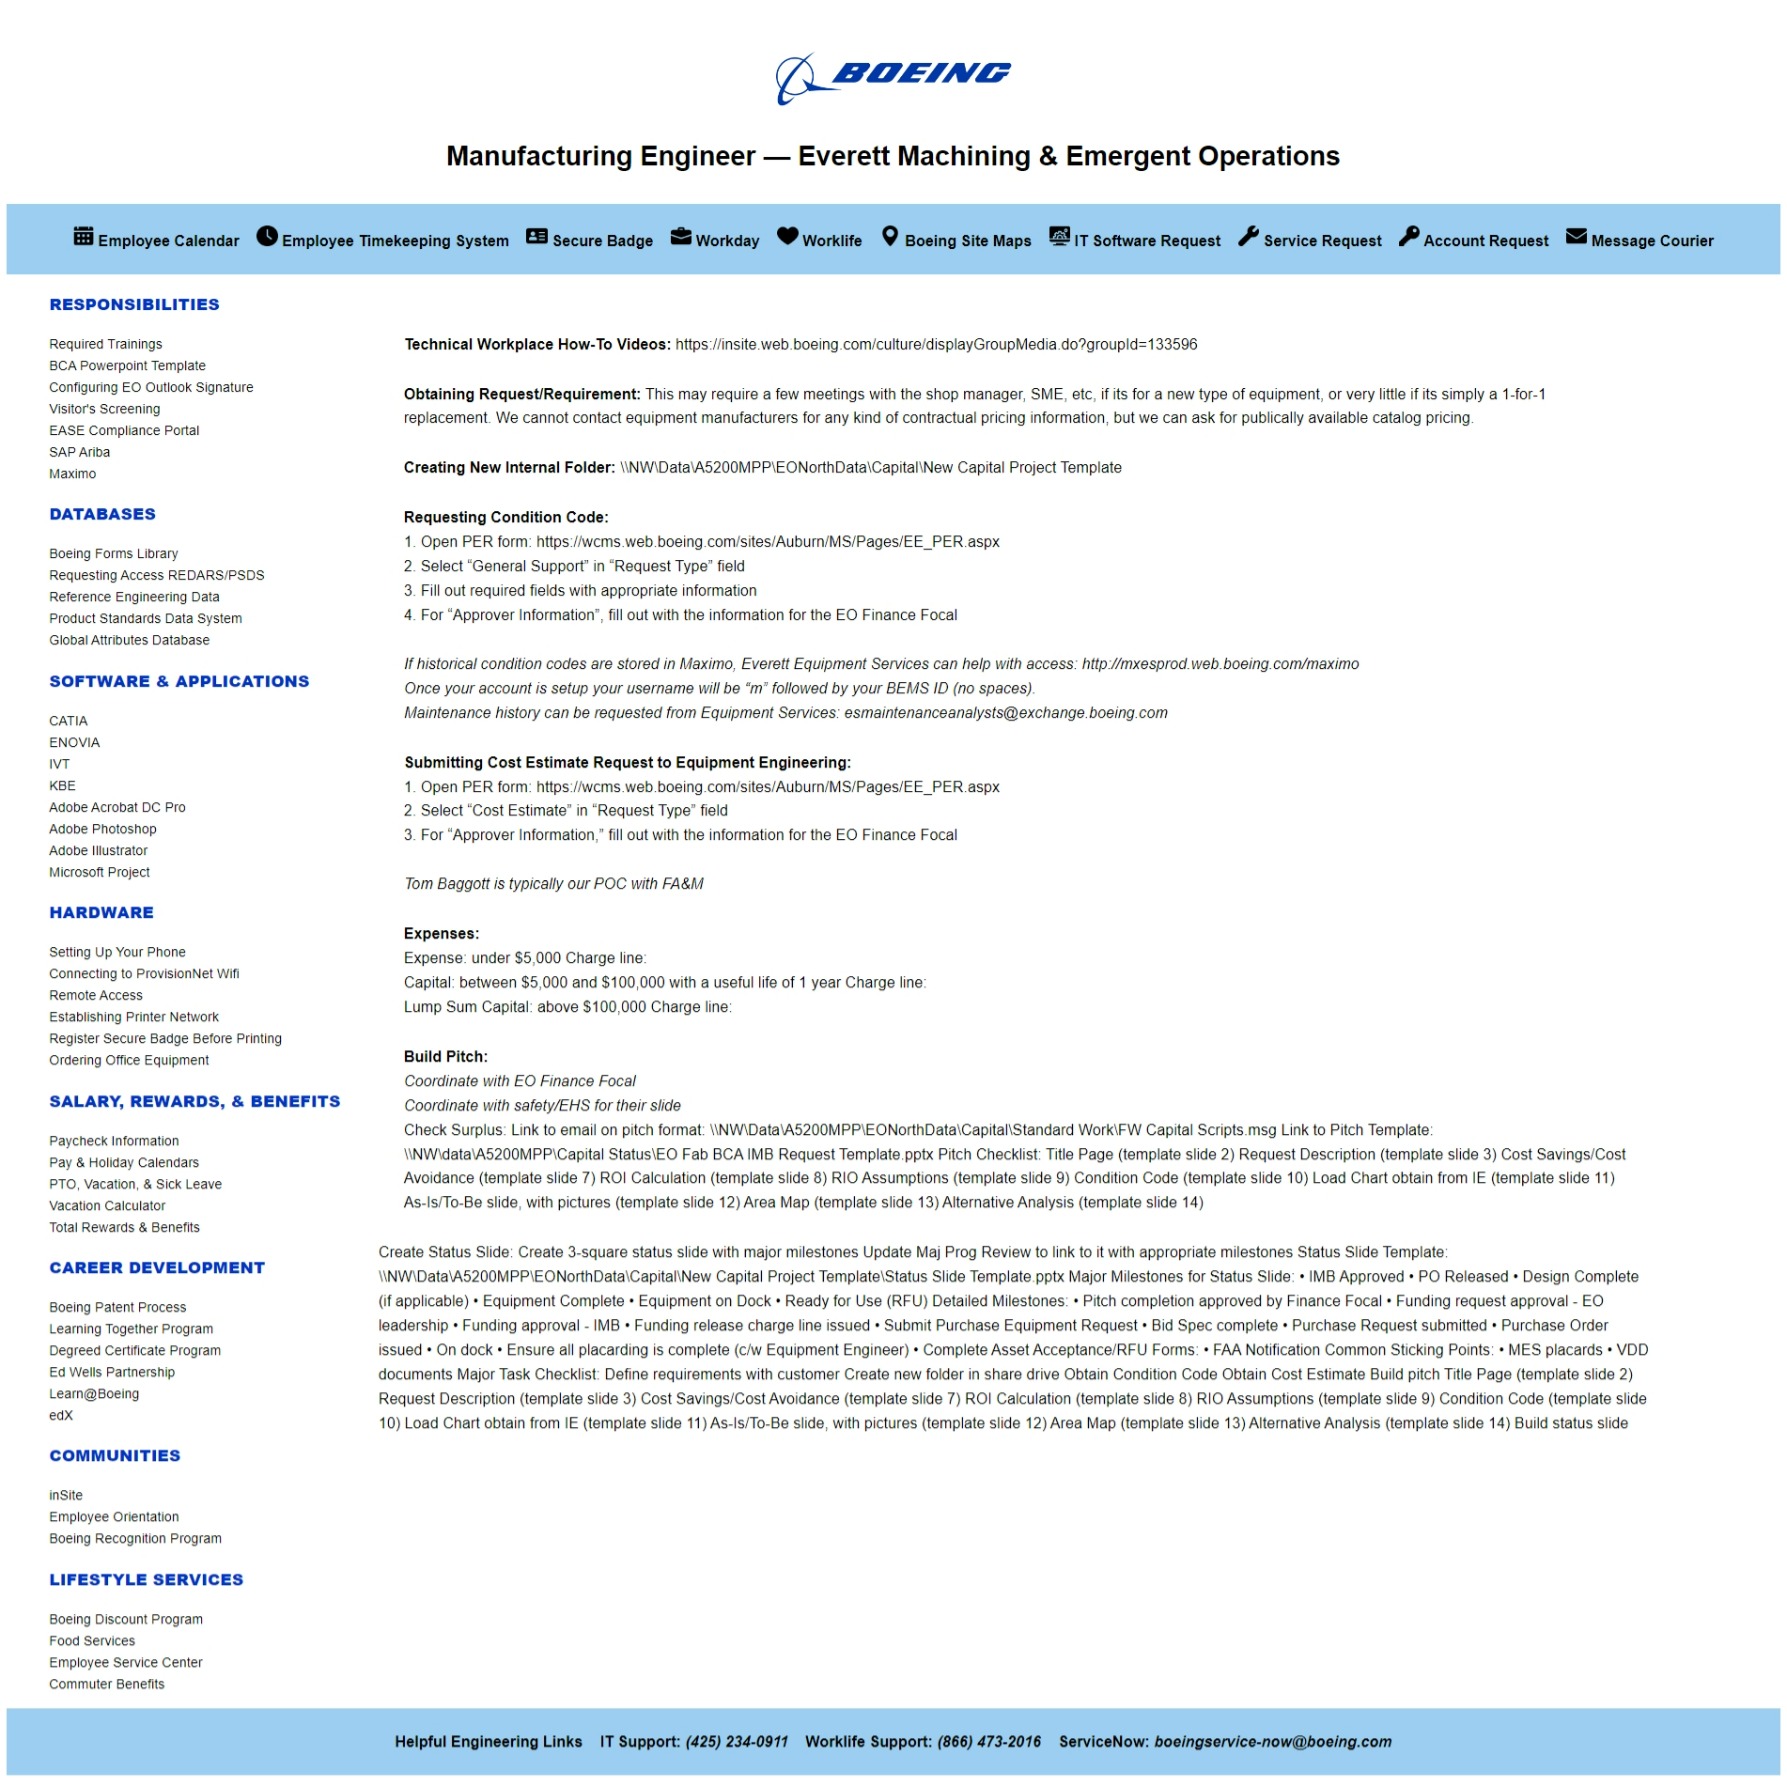 BOEING
Manufacturing Engineer — Everett Machining & Emergent Operations
Employee Calendar Employee Timekeeping System Secure Badge Workday Worklife Boeing Site Maps IT Software Request Service Request Account Request Message Courier
RESPONSIBILITIES
Required Trainings
BCA Powerpoint Template
Configuring EO Outlook Signature
Visitor's Screening
EASE Compliance Portal
SAP Ariba
Maximo
DATABASES
Boeing Forms Library
Requesting Access REDARS/PSDS
Reference Engineering Data
Product Standards Data System
Global Attributes Database
SOFTWARE & APPLICATIONS
CATIA
ENOVIA
IVT
KBE
Adobe Acrobat DC Pro
Adobe Photoshop
Adobe Illustrator
Microsoft Project
HARDWARE
Setting Up Your Phone
Connecting to ProvisionNet Wifi
Remote Access
Establishing Printer Network
Register Secure Badge Before Printing
Ordering Office Equipment
SALARY, REWARDS, & BENEFITS
Paycheck Information
Pay & Holiday Calendars
PTO, Vacation, & Sick Leave
Vacation Calculator
Total Rewards & Benefits
CAREER DEVELOPMENT
Boeing Patent Process
Learning Together Program
Degreed Certificate Program
Ed Wells Partnership
Learn@Boeing
edX
COMMUNITIES
inSite
Employee Orientation
Boeing Recognition Program
LIFESTYLE SERVICES
Boeing Discount Program
Food Services
Employee Service Center
Commuter Benefits
Technical Workplace How-To Videos: https://insite.web.boeing.com/culture/displayGroupMedia.do?groupId=133596
Obtaining Request/Requirement: This may require a few meetings with the shop manager, SME, etc, if its for a new type of equipment, or very little if its simply a 1-for-1
replacement. We cannot contact equipment manufacturers for any kind of contractual pricing information, but we can ask for publically available catalog pricing.
Creating New Internal Folder: \\NW\Data\A5200MPP\EONorthData\Capital\New Capital Project Template
Requesting Condition Code:
1. Open PER form: https://wcms.web.boeing.com/sites/Auburn/MS/Pages/EE_PER.aspx
2. Select “General Support” in “Request Type” field
3. Fill out required fields with appropriate information
4. For “Approver Information”, fill out with the information for the EO Finance Focal
If historical condition codes are stored in Maximo, Everett Equipment Services can help with access: http://mxesprod.web.boeing.com/maximo
Once your account is setup your username will be “m” followed by your BEMS ID (no spaces).
Maintenance history can be requested from Equipment Services: esmaintenanceanalysts@exchange.boeing.com
Submitting Cost Estimate Request to Equipment Engineering:
1. Open PER form: https://wcms.web.boeing.com/sites/Auburn/MS/Pages/EE_PER.aspx
2. Select “Cost Estimate” in “Request Type” field
3. For “Approver Information,” fill out with the information for the EO Finance Focal
Tom Baggott is typically our POC with FA&M
Expenses:
Expense: under $5,000 Charge line:
Capital: between $5,000 and $100,000 with a useful life of 1 year Charge line:
Lump Sum Capital: above $100,000 Charge line:
Build Pitch:
Coordinate with EO Finance Focal
Coordinate with safety/EHS for their slide
Check Surplus: Link to email on pitch format: \\NW\Data\A5200MPP\EONorthData\Capital\Standard Work\FW Capital Scripts.msg Link to Pitch Template:
\\NW\data\A5200MPP\Capital Status\EO Fab BCA IMB Request Template.pptx Pitch Checklist: Title Page (template slide 2) Request Description (template slide 3) Cost Savings/Cost
Avoidance (template slide 7) ROI Calculation (template slide 8) RIO Assumptions (template slide 9) Condition Code (template slide 10) Load Chart obtain from IE (template slide 11)
As-Is/To-Be slide, with pictures (template slide 12) Area Map (template slide 13) Alternative Analysis (template slide 14)
Create Status Slide: Create 3-square status slide with major milestones Update Maj Prog Review to link to it with appropriate milestones Status Slide Template:
\\NW\Data\A5200MPP\EONorthData\Capital\New Capital Project Template\Status Slide Template.pptx Major Milestones for Status Slide: • IMB Approved • PO Released • Design Complete
(if applicable) • Equipment Complete • Equipment on Dock • Ready for Use (RFU) Detailed Milestones: • Pitch completion approved by Finance Focal • Funding request approval - EO
leadership • Funding approval - IMB • Funding release charge line issued • Submit Purchase Equipment Request • Bid Spec complete • Purchase Request submitted • Purchase Order
issued • On dock • Ensure all placarding is complete (c/w Equipment Engineer) • Complete Asset Acceptance/RFU Forms: • FAA Notification Common Sticking Points: • MES placards • VDD
documents Major Task Checklist: Define requirements with customer Create new folder in share drive Obtain Condition Code Obtain Cost Estimate Build pitch Title Page (template slide 2)
Request Description (template slide 3) Cost Savings/Cost Avoidance (template slide 7) ROI Calculation (template slide 8) RIO Assumptions (template slide 9) Condition Code (template slide
10) Load Chart obtain from IE (template slide 11) As-Is/To-Be slide, with pictures (template slide 12) Area Map (template slide 13) Alternative Analysis (template slide 14) Build status slide
Helpful Engineering Links IT Support: (425) 234-0911 Worklife Support: (866) 473-2016 ServiceNow: boeingservice-now@boeing.com